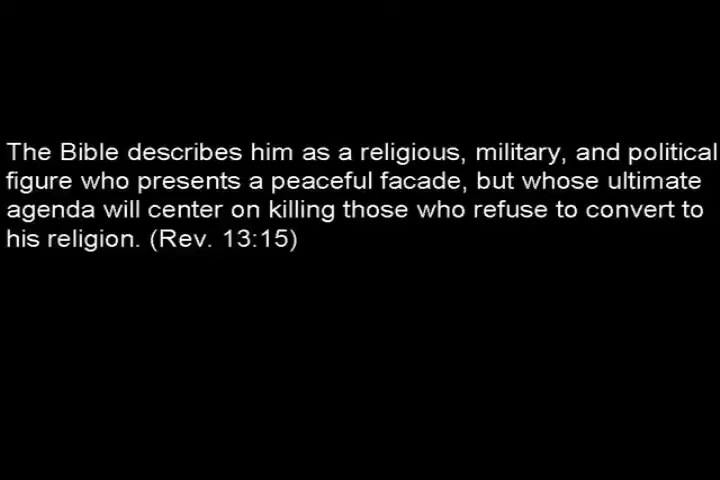 The Bible describes him as a religious, military, and political
figure who presents a peaceful facade, but whose ultimate
agenda will center on killing those who refuse to convert to
his religion. (Rev. 13:15)